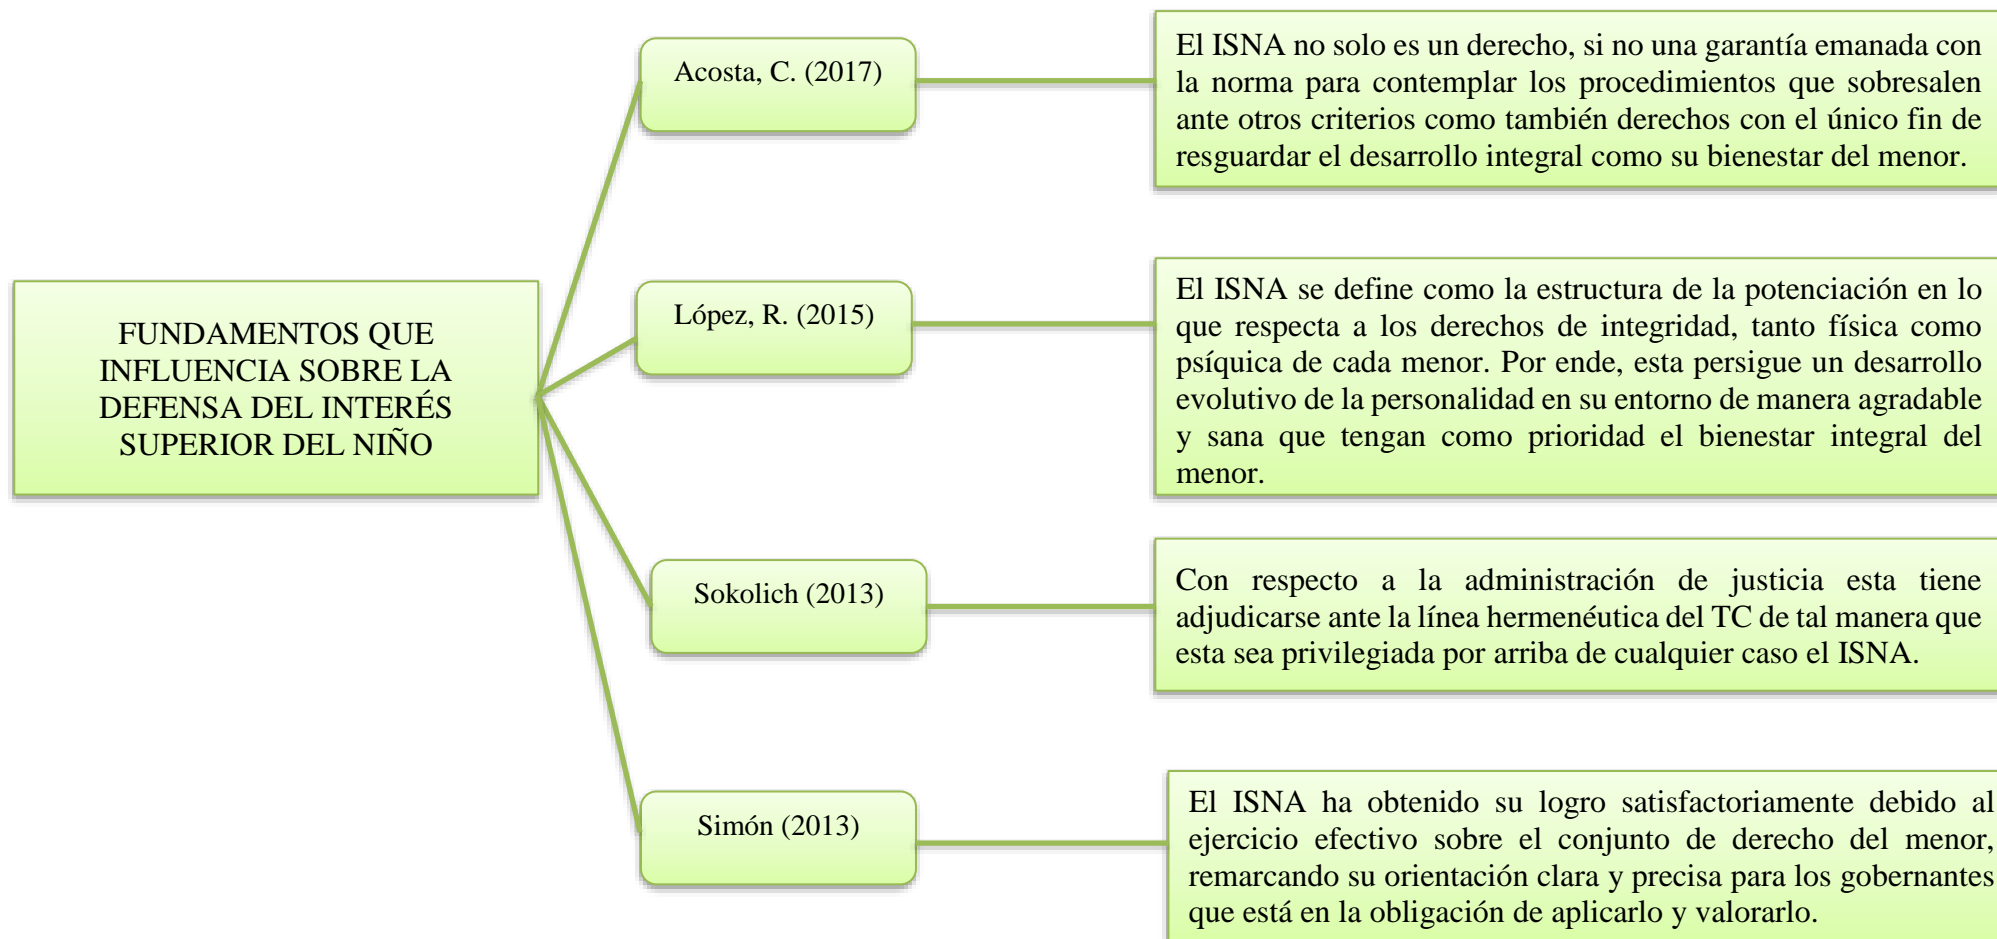 FUNDAMENTOS QUE
INFLUENCIA SOBRE LA
DEFENSA DEL INTERÉS
SUPERIOR DEL NIÑO
Acosta, C. (2017)
El ISNA no solo es un derecho, si no una garantía emanada con
la norma para contemplar los procedimientos que sobresalen
ante otros criterios como también derechos con el único fin de
resguardar el desarrollo integral como su bienestar del menor.
López, R. (2015)
El ISNA se define como la estructura de la potenciación en lo
que respecta a los derechos de integridad, tanto física como
psíquica de cada menor. Por ende, esta persigue un desarrollo
evolutivo de la personalidad en su entorno de manera agradable
y sana que tengan como prioridad el bienestar integral del
menor.
Sokolich (2013)
Con respecto a la administración de justicia esta tiene
adjudicarse ante la línea hermenéutica del TC de tal manera que
esta sea privilegiada por arriba de cualquier caso el ISNA.
Simón (2013)
El ISNA ha obtenido su logro satisfactoriamente debido al
ejercicio efectivo sobre el conjunto de derecho del menor,
remarcando su orientación clara y precisa para los gobernantes
que está en la obligación de aplicarlo y valorarlo.